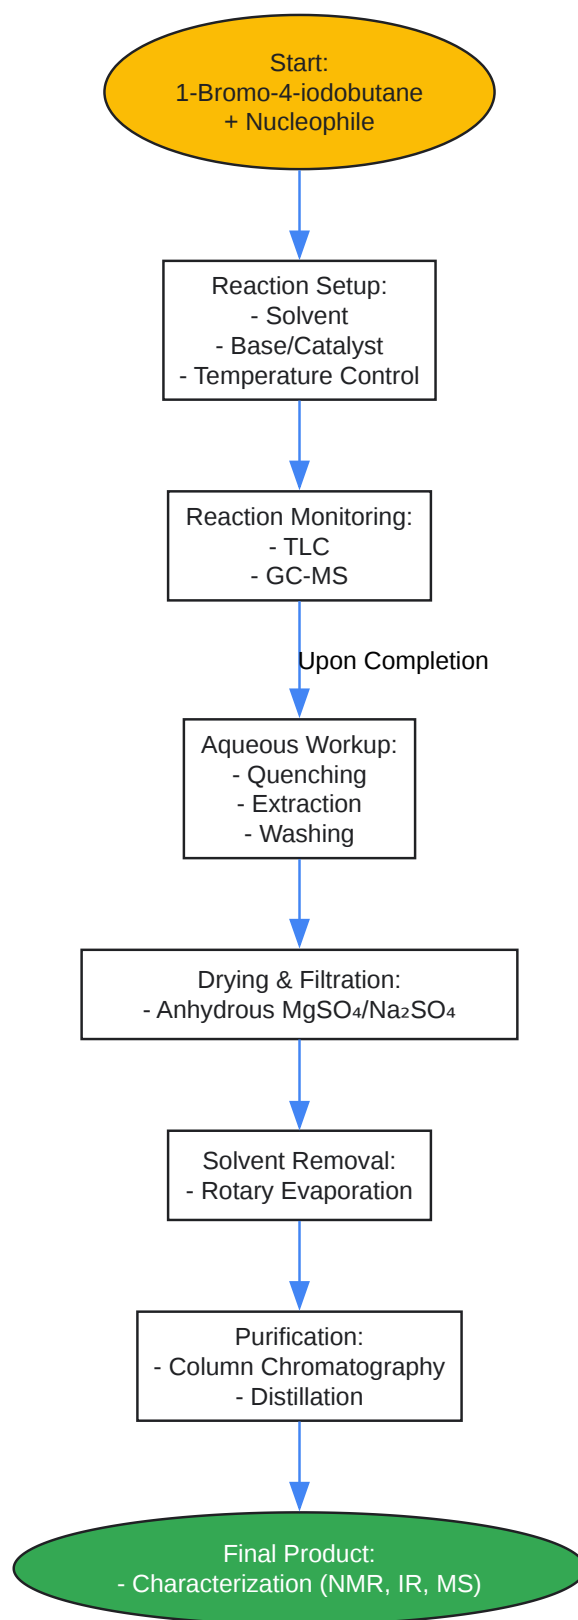 Start:
1-Bromo-4-iodobutane
+ Nucleophile
Reaction Setup:
- Solvent
- Base/Catalyst
- Temperature Control
Reaction Monitoring:
- TLC
- GC-MS
Upon Completion
Aqueous Workup:
- Quenching
- Extraction
- Washing
Drying & Filtration:
- Anhydrous MgSO₄/Na₂SO₄
Solvent Removal:
- Rotary Evaporation
Purification:
- Column Chromatography
- Distillation
Final Product:
- Characterization (NMR, IR, MS)